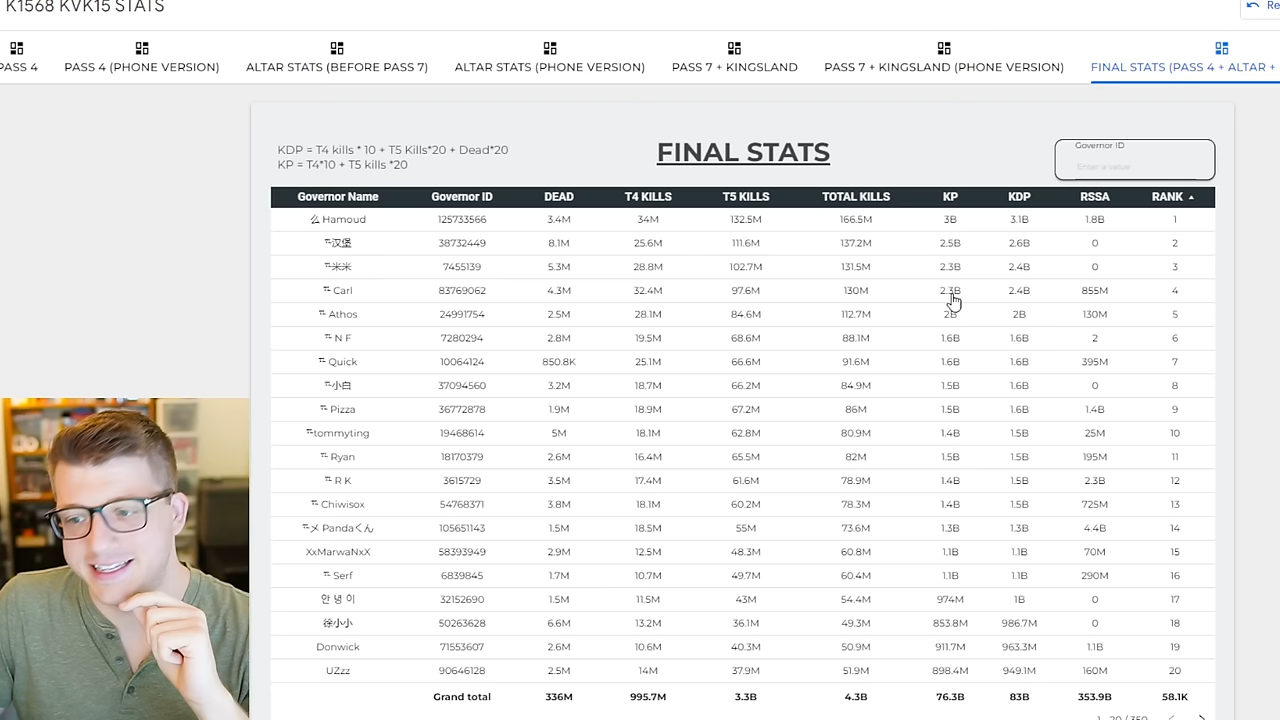 K1568 KVK15 STATS
Re
PASS 4 PASS 4 (PHONE VERSION) ALTAR STATS (BEFORE PASS 7) ALTAR STATS (PHONE VERSION) PASS 7 + KINGSLAND PASS 7 + KINGSLAND (PHONE VERSION) FINAL STATS (PASS 4 + ALTAR +
KDP = T4 kills * 10 + T5 Kills*20 + Dead*20
KP = T4*10 + T5 kills *20
FINAL STATS
Governor ID
Enter a value
Governor Name Governor ID DEAD T4 KILLS T5 KILLS TOTAL KILLS KP KDP RSSA RANK
么 Hamoud 125733566 3.4M 34M 132.5M 166.5M 3B 3.1B 1.8B 1
汉堡 38732449 8.1M 25.6M 111.6M 137.2M 2.5B 2.6B 0 2
米米 7455139 5.3M 28.8M 102.7M 131.5M 2.3B 2.4B 0 3
Carl 83769062 4.3M 32.4M 97.6M 130M 2.3B 2.4B 855M 4
Athos 24991754 2.5M 28.1M 84.6M 112.7M 2B 2B 130M 5
N F 7280294 2.8M 19.5M 68.6M 88.1M 1.6B 1.6B 2 6
Quick 10064124 850.8K 25.1M 66.6M 91.6M 1.6B 1.6B 395M 7
小白 37094560 3.2M 18.7M 66.2M 84.9M 1.5B 1.6B 0 8
Pizza 36772878 1.9M 18.9M 67.2M 86M 1.5B 1.6B 1.4B 9
tommyting 19468614 5M 18.1M 62.8M 80.9M 1.4B 1.5B 25M 10
Ryan 18170379 2.6M 16.4M 65.5M 82M 1.5B 1.5B 195M 11
R K 3615729 3.5M 17.4M 61.6M 78.9M 1.4B 1.5B 2.3B 12
Chiwisox 54768371 3.8M 18.1M 60.2M 78.3M 1.4B 1.5B 725M 13
メ Pandaくん 105651143 1.5M 18.5M 55M 73.6M 1.3B 1.3B 4.4B 14
XxMarwaNxX 58393949 2.9M 12.5M 48.3M 60.8M 1.1B 1.1B 70M 15
Serf 6839845 1.7M 10.7M 49.7M 60.4M 1.1B 1.1B 290M 16
안 녕 이 32152690 1.5M 11.5M 43M 54.4M 974M 1B 0 17
徐小小 50263628 6.6M 13.2M 36.1M 49.3M 853.8M 986.7M 0 18
Donwick 71553607 2.6M 10.6M 40.3M 50.9M 911.7M 963.3M 1.1B 19
UZzz 90646128 2.5M 14M 37.9M 51.9M 898.4M 949.1M 160M 20
Grand total 336M 995.7M 3.3B 4.3B 76.3B 83B 353.9B 58.1K